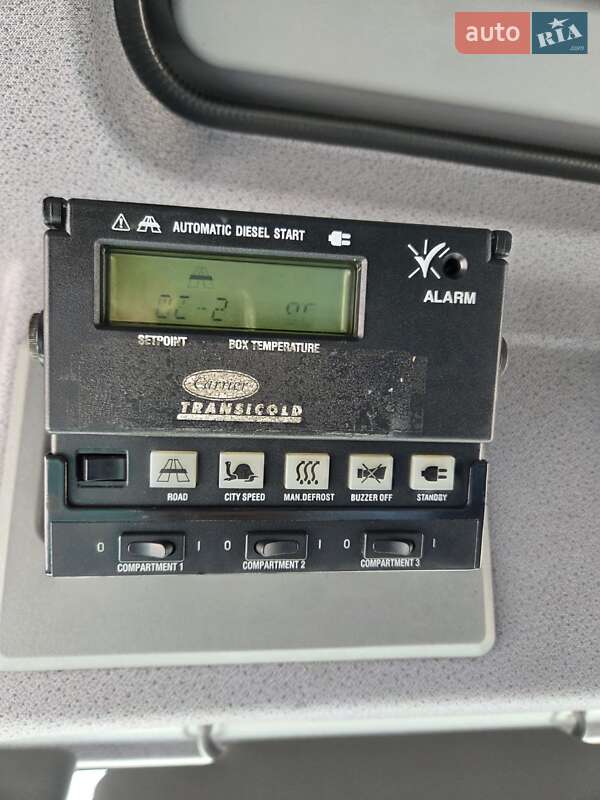 auto RIA.com
AUTOMATIC DIESEL START
ALARM
SETPOINT BOX TEMPERATURE
Carrier
TRANSICOLD
ROAD CITY SPEED MAN.DEFROST BUZZER OFF STANDBY
0 I 0 I 0 I
COMPARTMENT 1 COMPARTMENT 2 COMPARTMENT 3